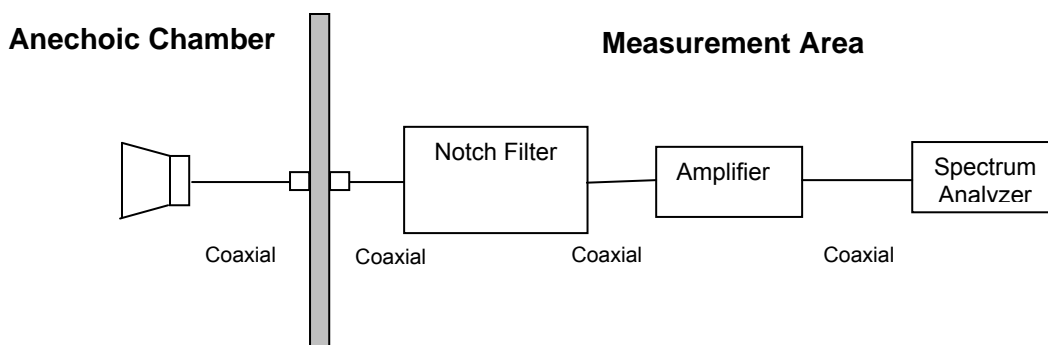 Anechoic Chamber
Measurement Area
Notch Filter
Amplifier
Spectrum
Analyzer
Coaxial
Coaxial
Coaxial
Coaxial